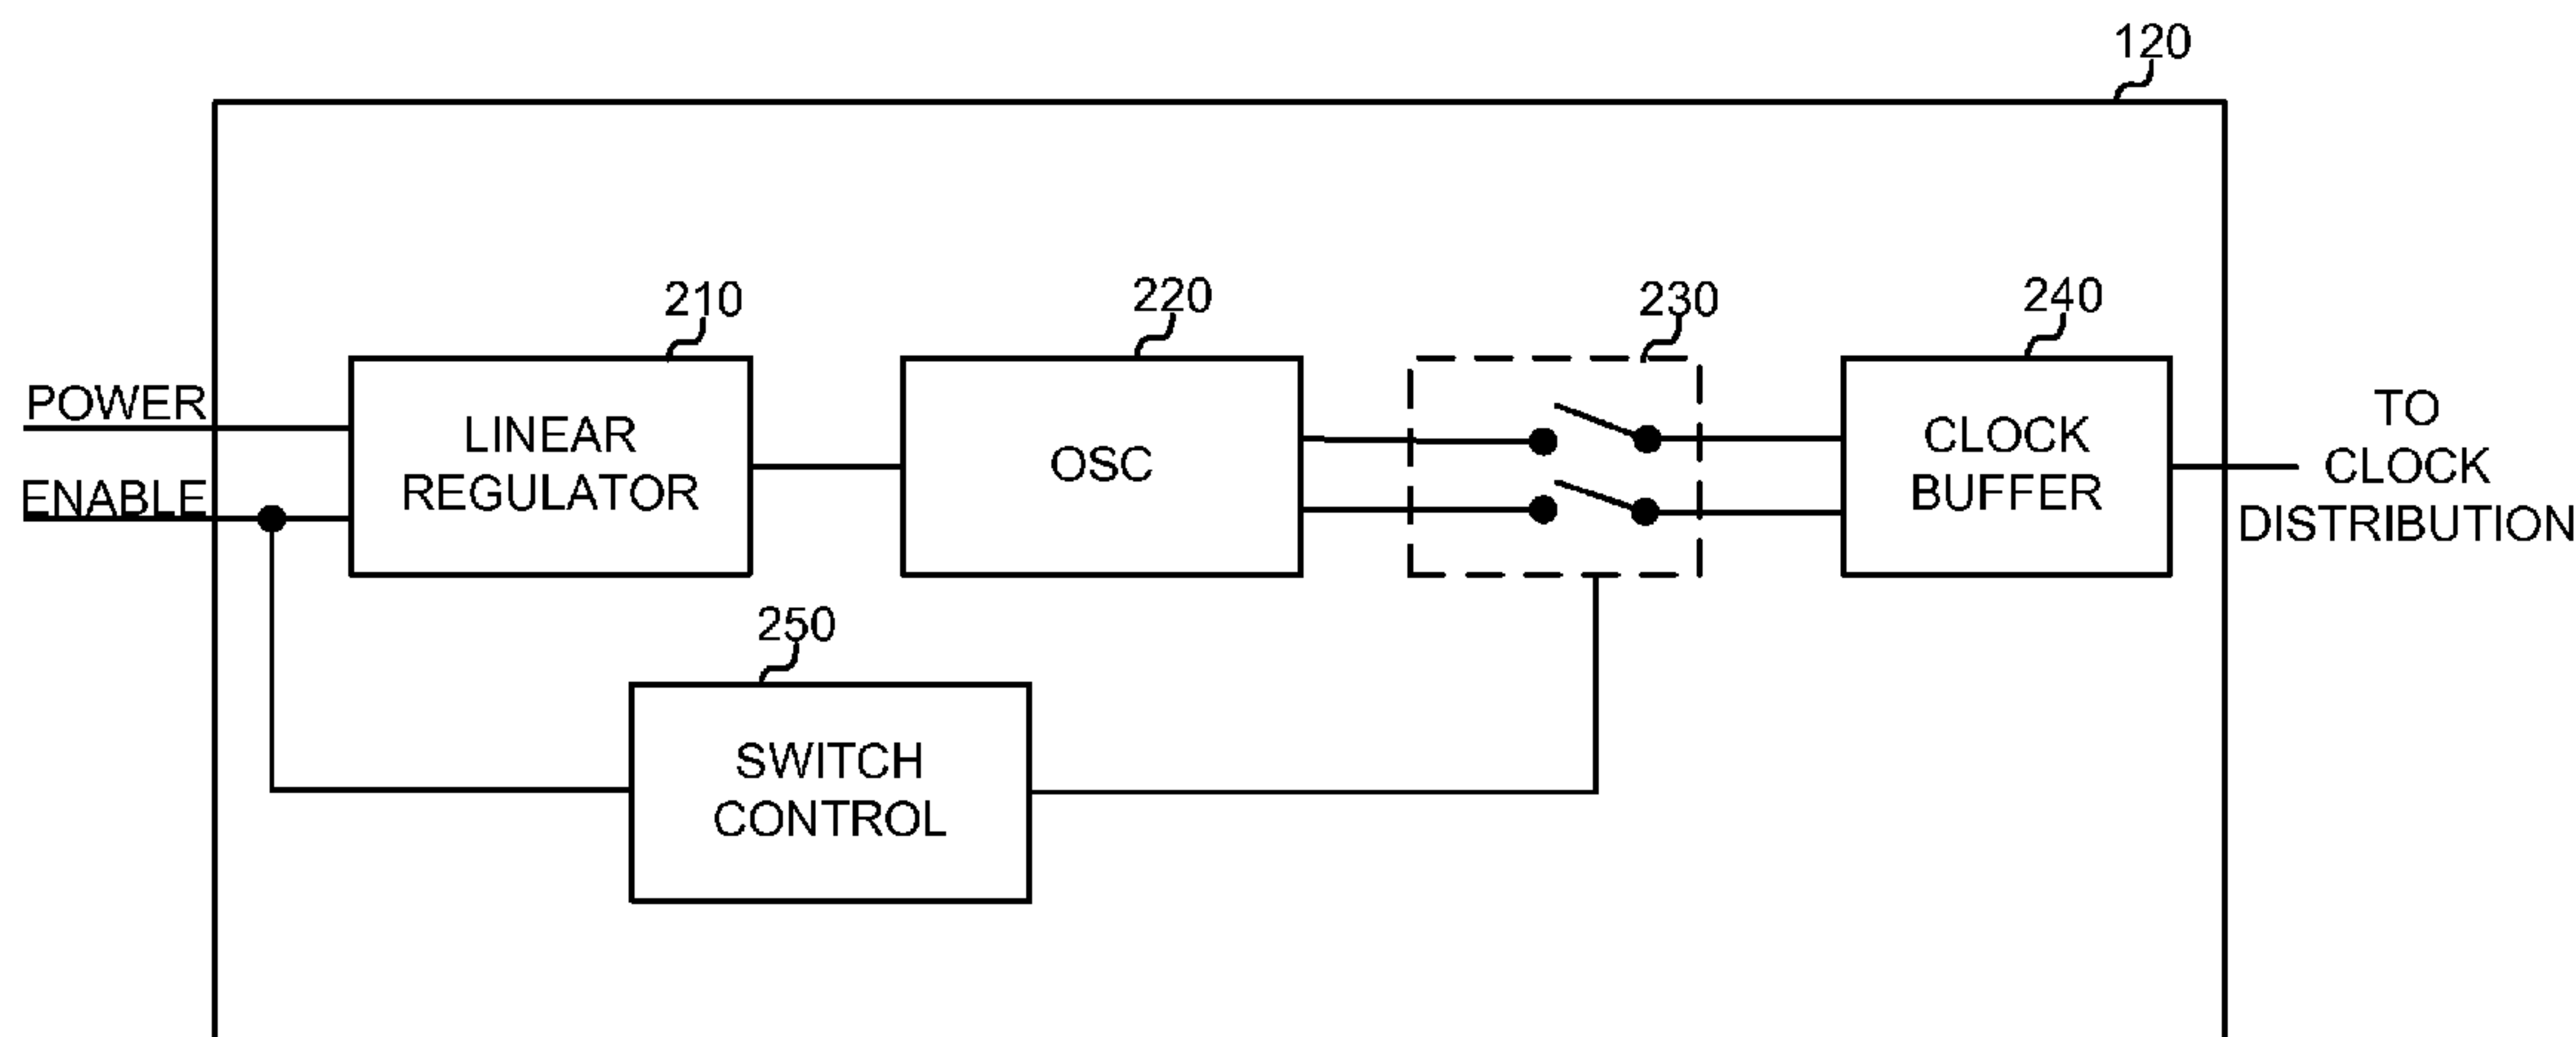 120
210
220
230
240
POWER
ENABLE
LINEAR
REGULATOR
OSC
CLOCK
BUFFER
TO
CLOCK
DISTRIBUTION
250
SWITCH
CONTROL